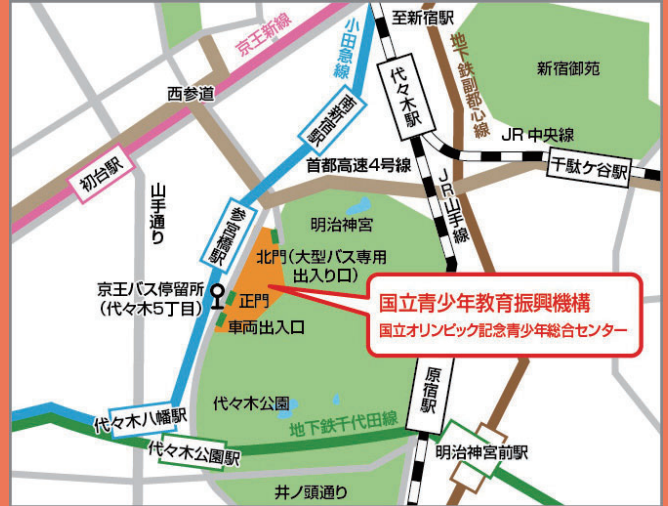 至新宿駅
京王新線
小田急線
地下鉄副都心線
新宿御苑
代々木駅
西参道
南新宿駅
JR中央線
首都高速4号線
千駄ケ谷駅
初台駅
山手通り
JR山手線
参宮橋駅
明治神宮
北門(大型バス専用
出入り口)
京王バス停留所
(代々木5丁目)
正門
車両出入口
国立青少年教育振興機構
国立オリンピック記念青少年総合センター
原宿駅
代々木公園
代々木八幡駅
地下鉄千代田線
代々木公園駅
明治神宮前駅
井ノ頭通り